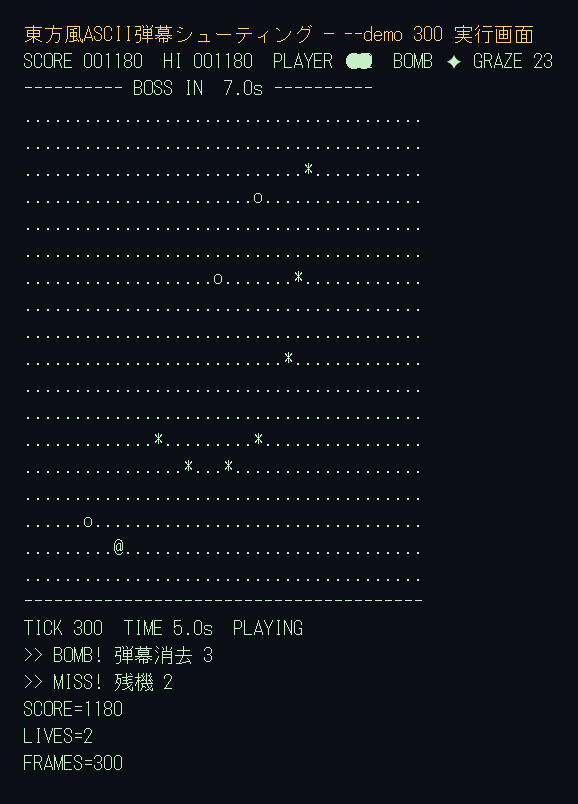 東方風ASCII弾幕シューティング — --demo 300 実行画面
SCORE 001180  HI 001180  PLAYER ●●  BOMB ✦ GRAZE 23
---------- BOSS IN  7.0s ----------
........................................
........................................
............................*...........
.......................o................
........................................
........................................
...................o.......*............
........................................
........................................
..........................*.............
........................................
........................................
.............*.........*................
................*...*...................
........................................
......o.................................
.........@..............................
........................................
----------------------------------------
TICK 300  TIME 5.0s  PLAYING
>> BOMB! 弾幕消去 3
>> MISS! 残機 2
SCORE=1180
LIVES=2
FRAMES=300